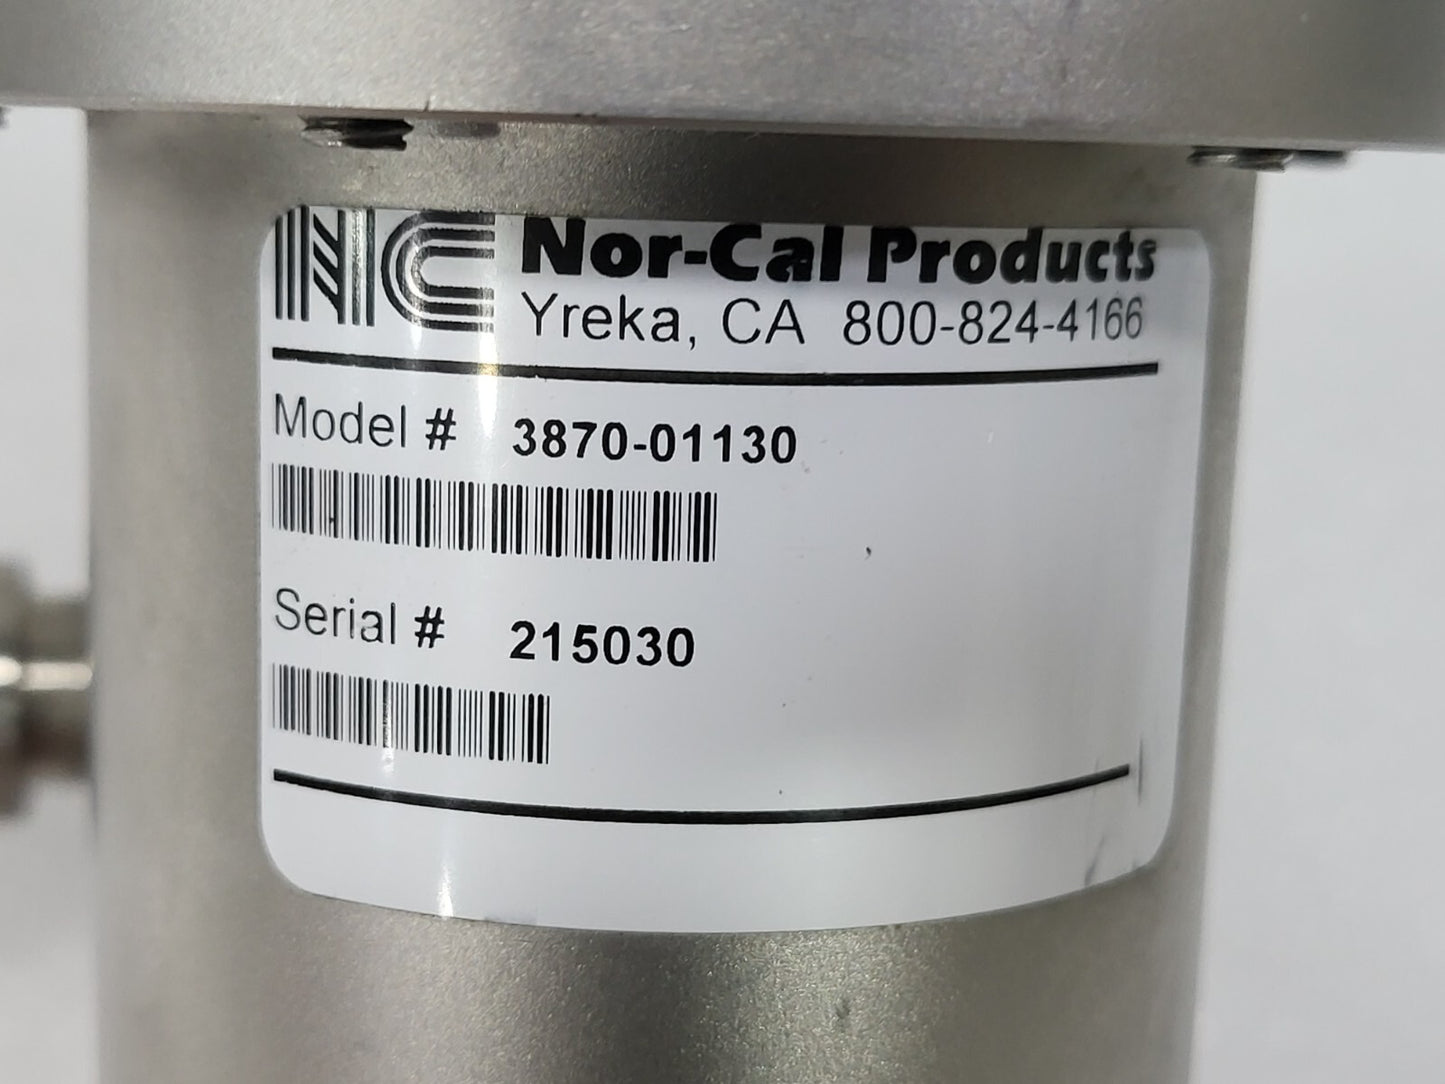 NC Nor-Cal Products
Yreka, CA 800-824-4166
Model # 3870-01130
Serial # 215030